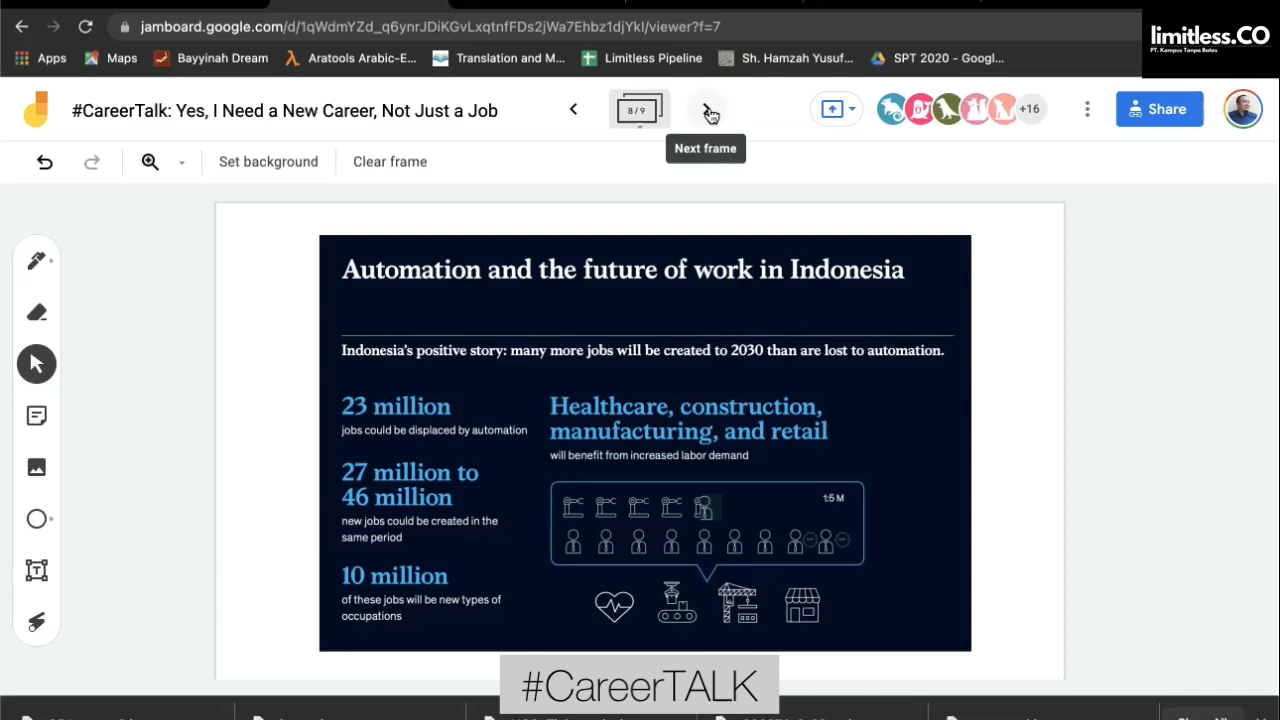 jamboard.google.com/d/1qWdmYZd_q6ynrJDiKGvLxqtnfFDs2jWa7Ehbz1djYkI/viewer?f=7
limitless.CO
PT. Kampus Tanpa Batas
Apps
Maps
Bayyinah Dream
Aratools Arabic-E...
Translation and M...
Limitless Pipeline
Sh. Hamzah Yusuf...
SPT 2020 - Googl...
#CareerTalk: Yes, I Need a New Career, Not Just a Job
8/9
+16
Share
Next frame
Set background
Clear frame
Automation and the future of work in Indonesia
Indonesia's positive story: many more jobs will be created to 2030 than are lost to automation.
23 million
jobs could be displaced by automation
27 million to
46 million
new jobs could be created in the
same period
10 million
of these jobs will be new types of
occupations
Healthcare, construction,
manufacturing, and retail
will benefit from increased labor demand
1:5 M
#CareerTALK